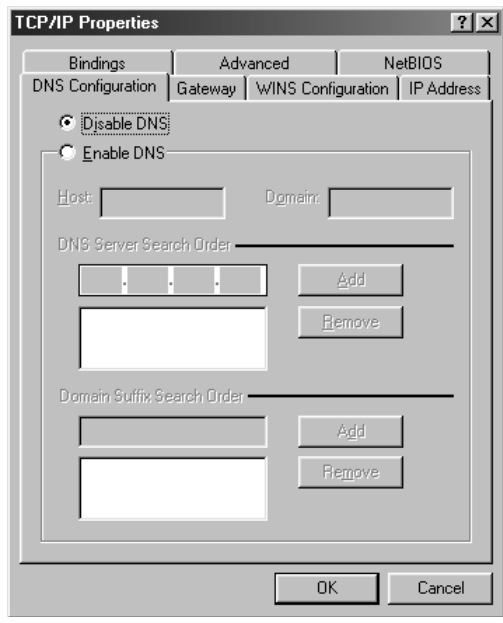 TCP/IP Properties ? ×
Bindings Advanced NetBIOS
DNS Configuration Gateway WINS Configuration IP Address
Disable DNS
Enable DNS
Host: Domain:
DNS Server Search Order
. . . Add
Remove
Domain Suffix Search Order
Add
Remove
OK Cancel